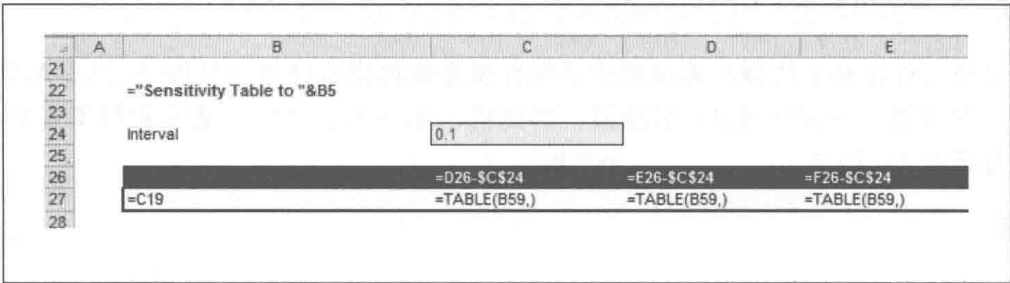 A B C D E
21
22 ="Sensitivity Table to "&B5
23
24 Interval 0.1
25
26 =D26-$C$24 =E26-$C$24 =F26-$C$24
27 =C19 =TABLE(B59,) =TABLE(B59,) =TABLE(B59,)
28